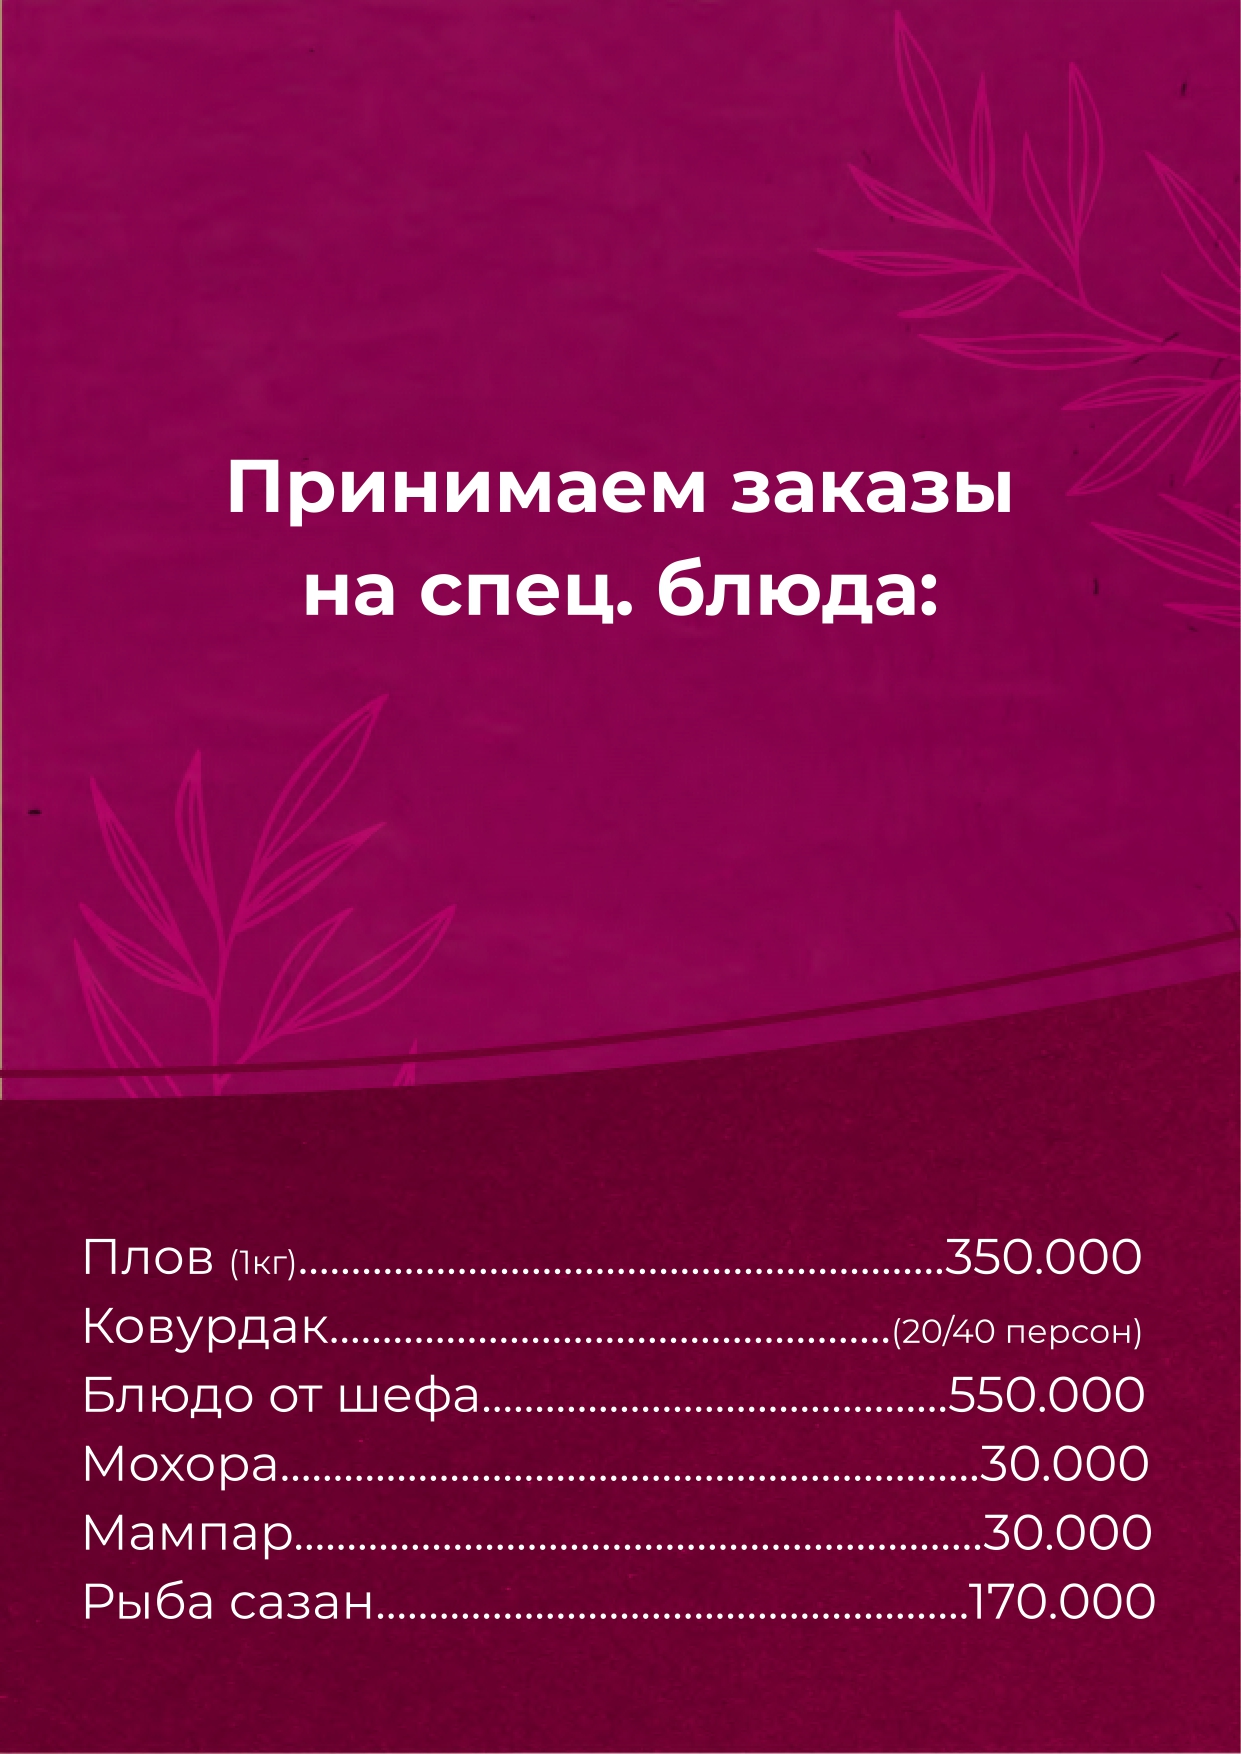 Принимаем заказы
на спец. блюда:
Плов (1кг).............................................................350.000
Ковурдак.....................................................(20/40 персон)
Блюдо от шефа............................................550.000
Мохора..................................................................30.000
Мампар.................................................................30.000
Рыба сазан........................................................170.000